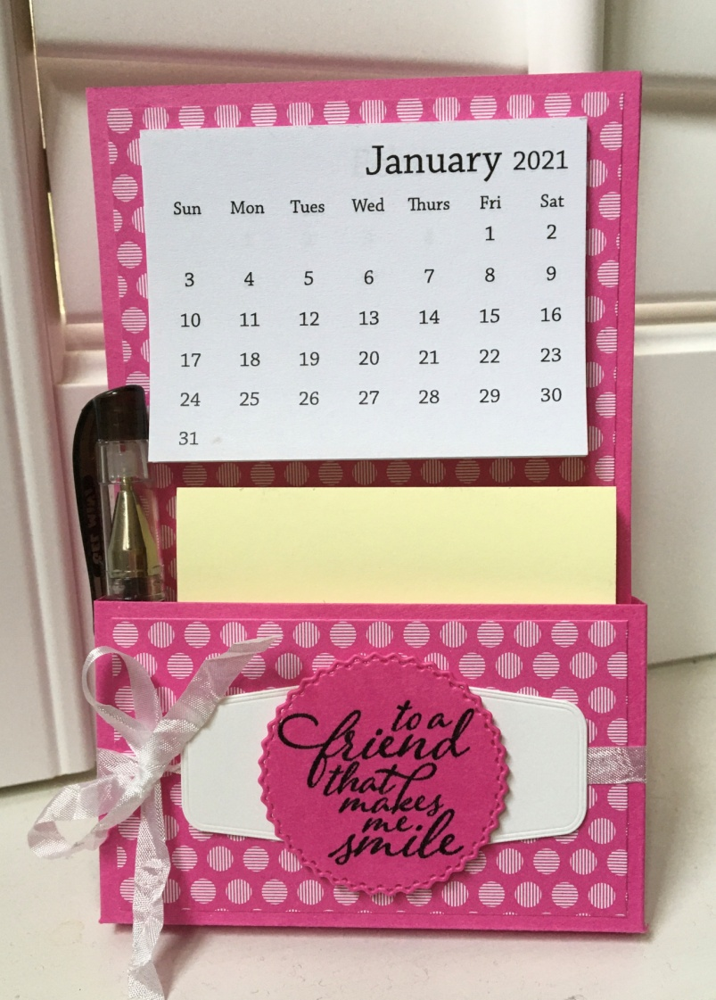 January 2021
Sun Mon Tues Wed Thurs Fri Sat
1 2
3 4 5 6 7 8 9
10 11 12 13 14 15 16
17 18 19 20 21 22 23
24 25 26 27 28 29 30
31
to a
friend
that
makes
me
smile